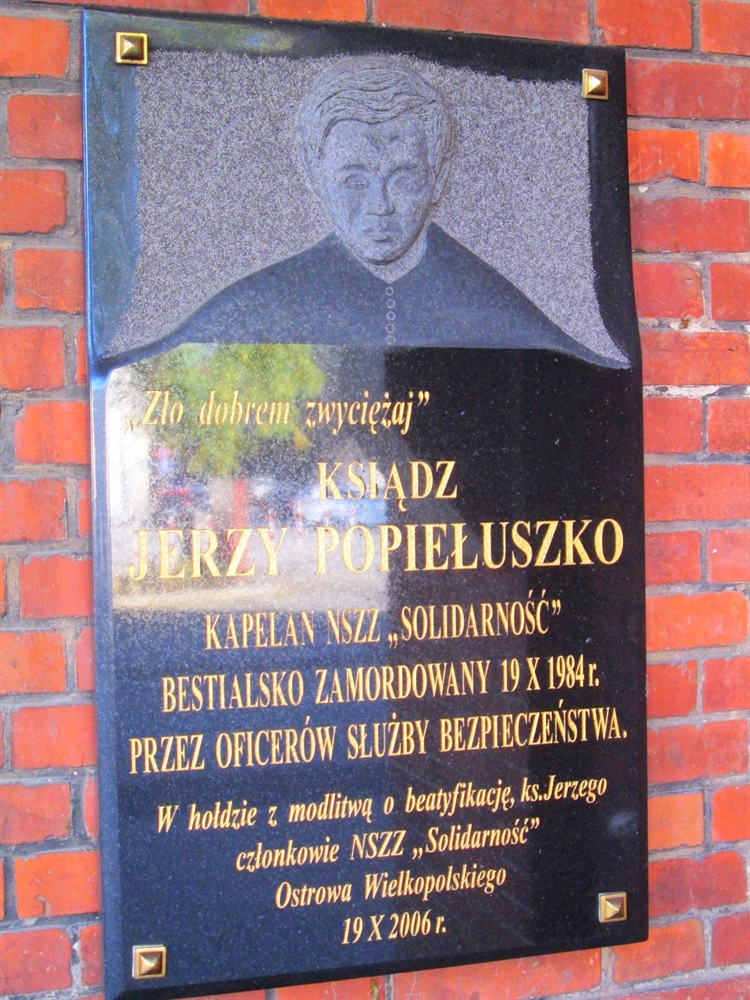 „Zło dobrem zwyciężaj”
KSIĄDZ
JERZY POPIEŁUSZKO
KAPELAN NSZZ „SOLIDARNOŚĆ”
BESTIALSKO ZAMORDOWANY 19 X 1984 r.
PRZEZ OFICERÓW SŁUŻBY BEZPIECZEŃSTWA.
W hołdzie z modlitwą o beatyfikację, ks.Jerzego
członkowie NSZZ „Solidarność”
Ostrowa Wielkopolskiego
19 X 2006 r.